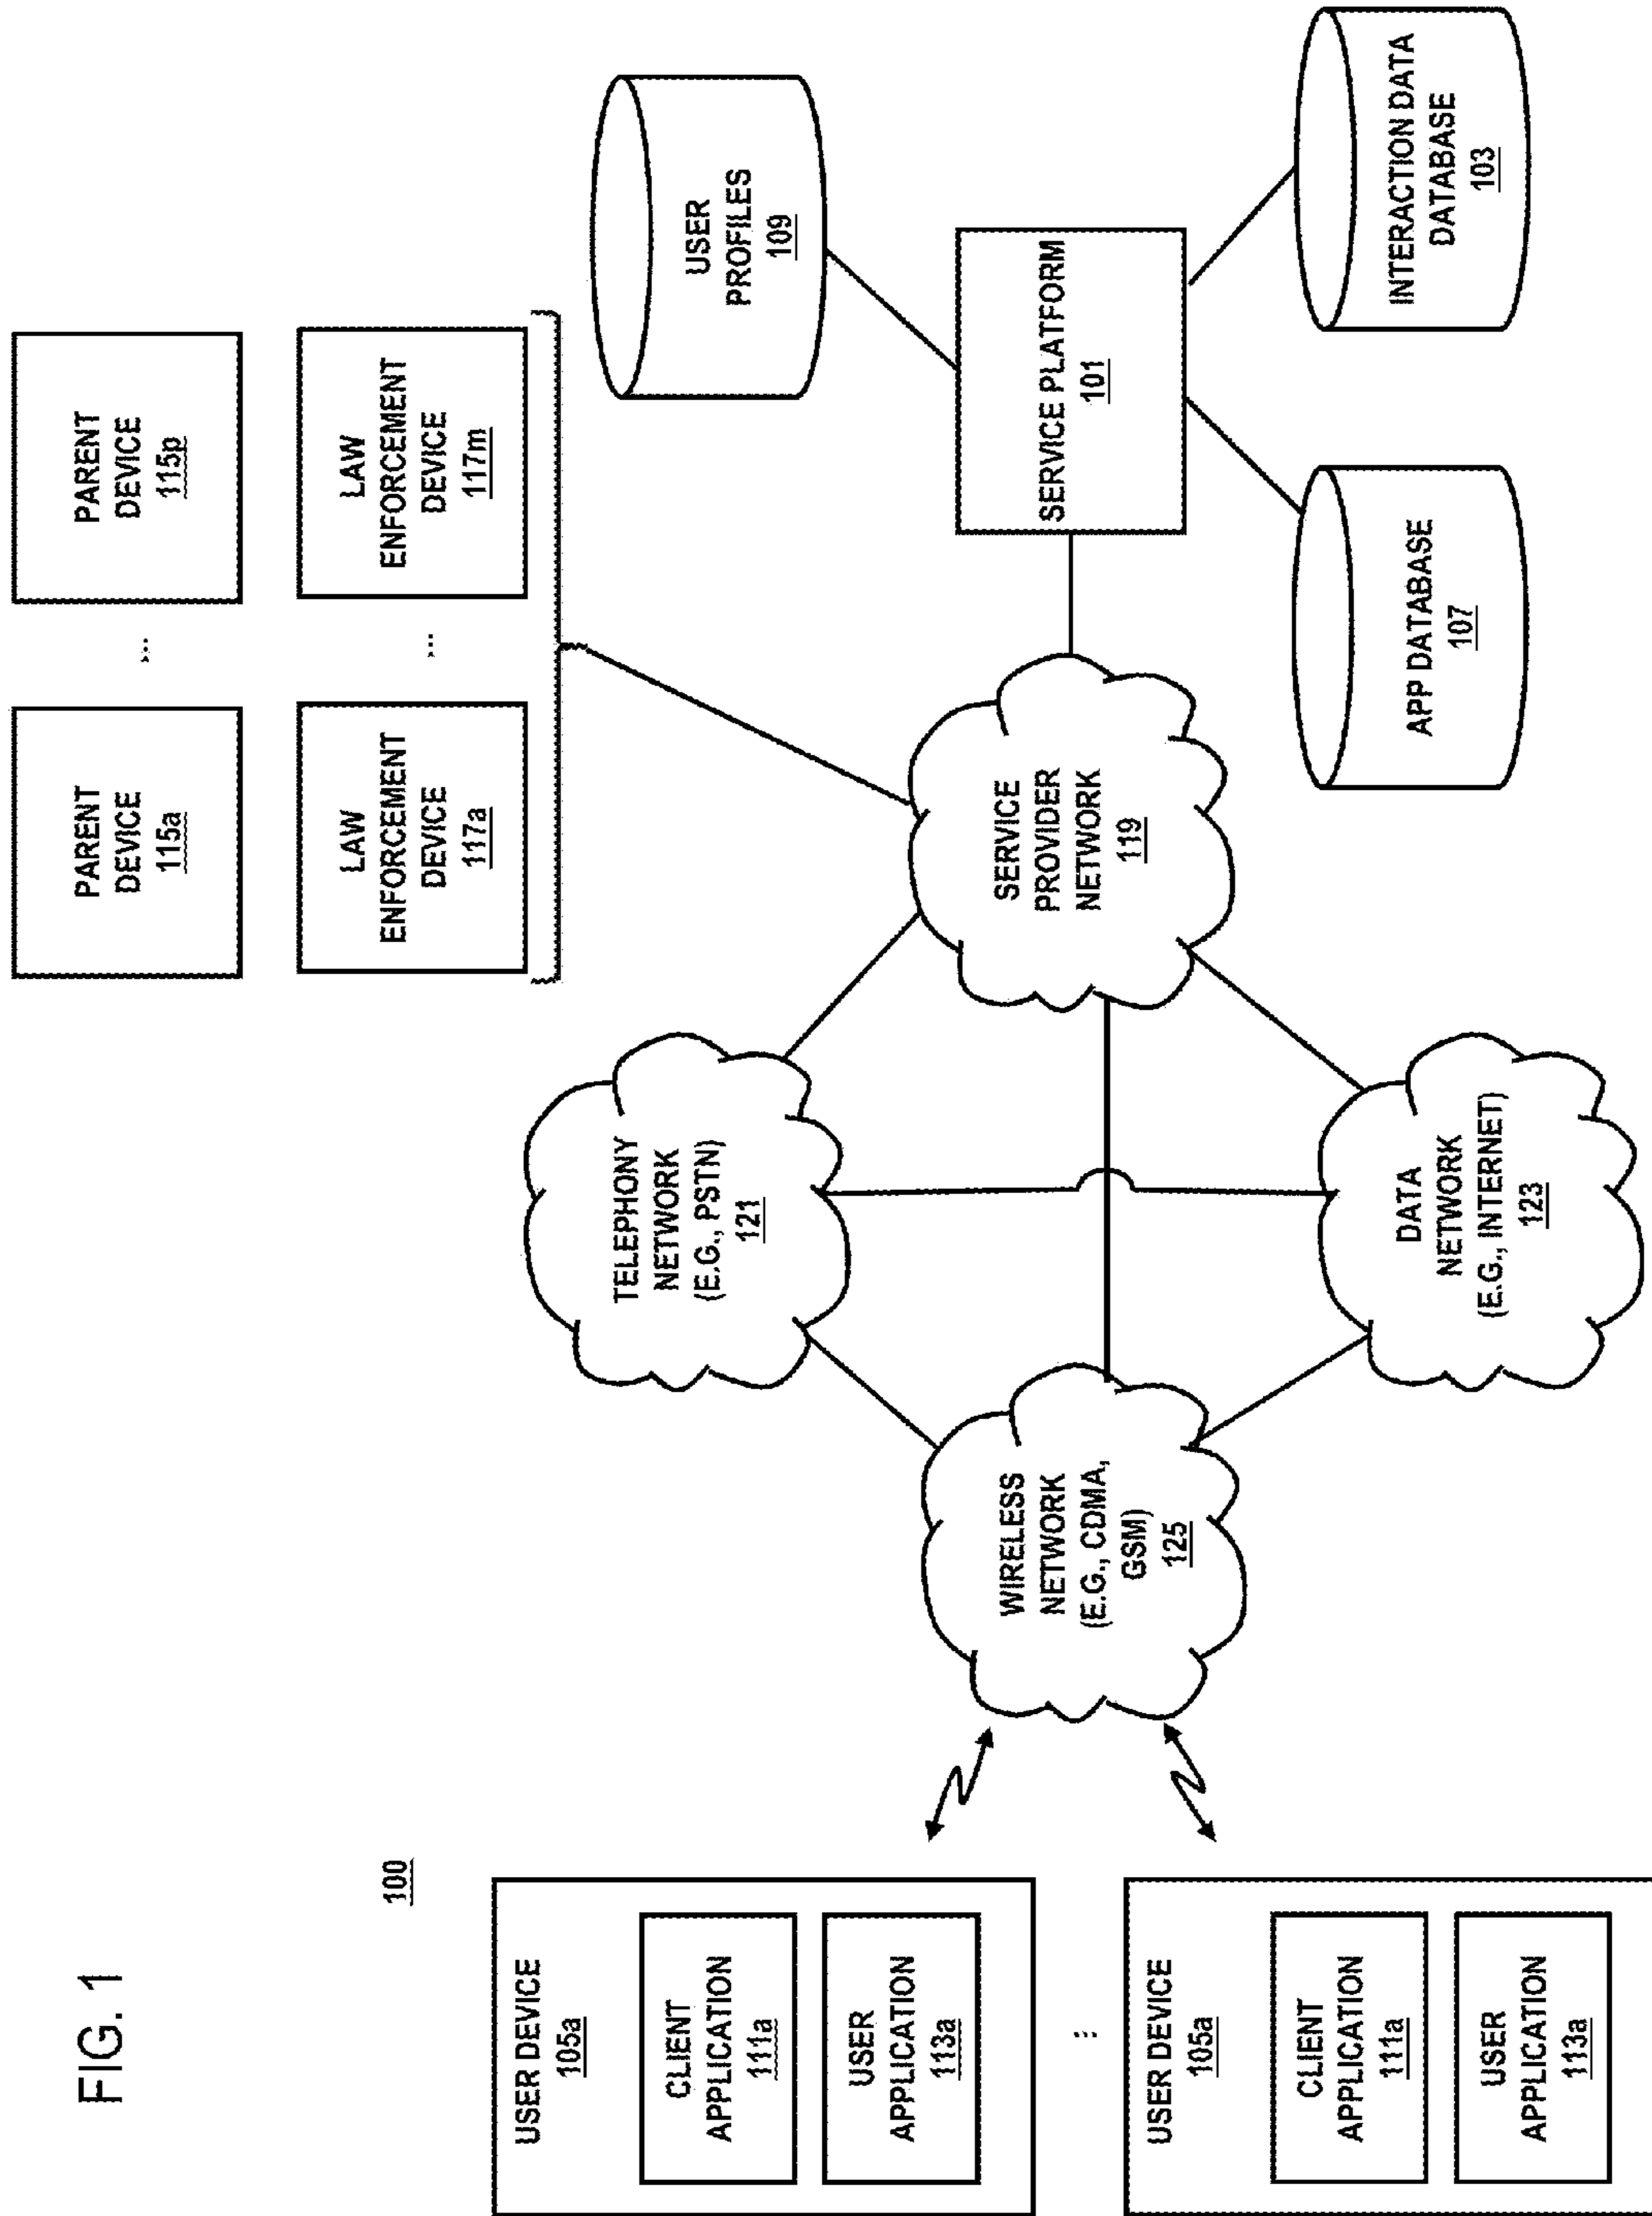 FIG. 1
100
USER DEVICE
105a
CLIENT
APPLICATION
111a
USER
APPLICATION
113a
...
USER DEVICE
105a
CLIENT
APPLICATION
111a
USER
APPLICATION
113a
WIRELESS
NETWORK
(E.G., CDMA,
GSM)
125
TELEPHONY
NETWORK
(E.G., PSTN)
121
DATA
NETWORK
(E.G., INTERNET)
123
SERVICE
PROVIDER
NETWORK
119
PARENT
DEVICE
115a
...
PARENT
DEVICE
115p
LAW
ENFORCEMENT
DEVICE
117a
...
LAW
ENFORCEMENT
DEVICE
117m
USER
PROFILES
109
SERVICE PLATFORM
101
APP DATABASE
107
INTERACTION DATA
DATABASE
103